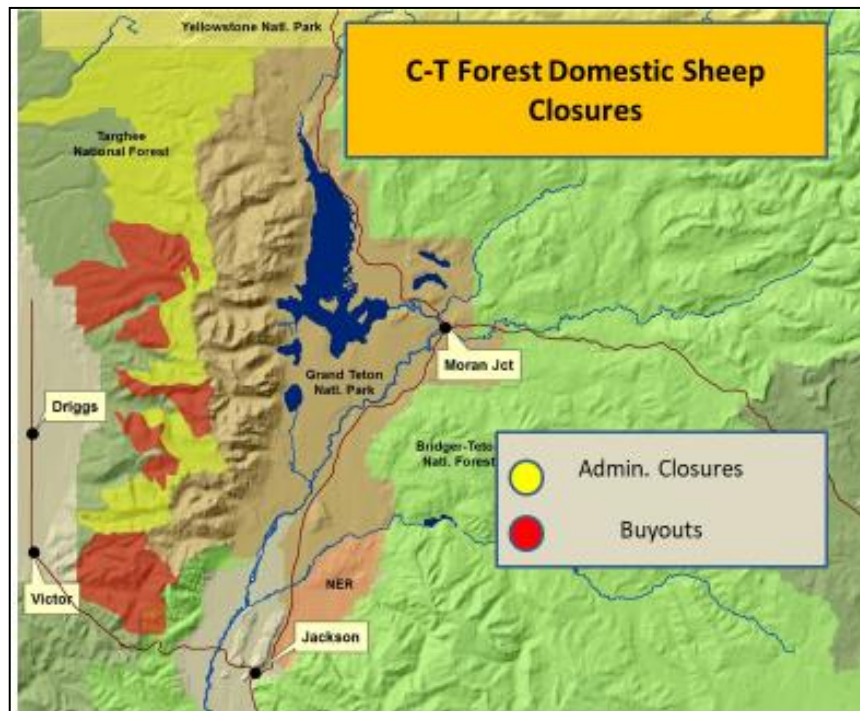 Yellowstone Natl. Park
C-T Forest Domestic Sheep
Closures
Targhee
National Forest
Moran Jct
Grand Teton
Natl. Park
Driggs
Bridger-Teto
Natl. Forest
Admin. Closures
Buyouts
Victor
NER
Jackson